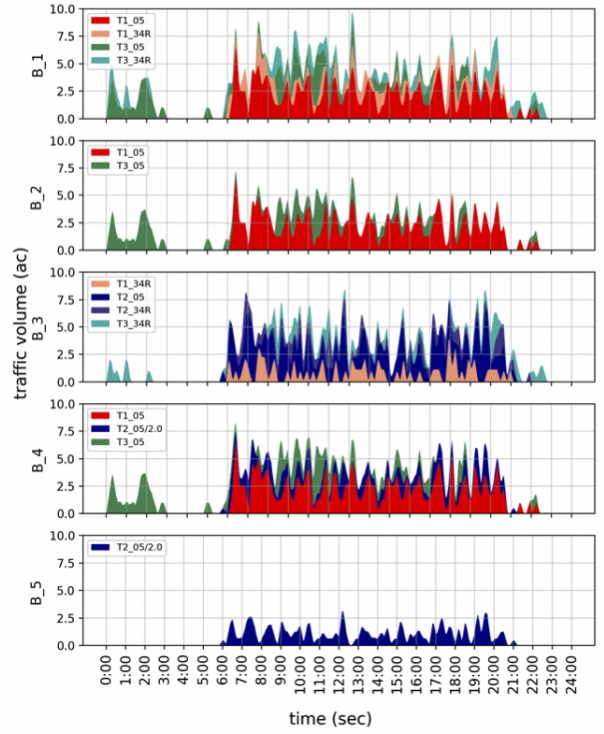 10.0
7.5
5.0
2.5
0.0
B_1
T1_05
T1_34R
T3_05
T3_34R
10.0
7.5
5.0
2.5
0.0
B_2
T1_05
T3_05
traffic volume (ac)
10.0
7.5
5.0
2.5
0.0
B_3
T1_34R
T2_05
T2_34R
T3_34R
10.0
7.5
5.0
2.5
0.0
B_4
T1_05
T2_05/2.0
T3_05
10.0
7.5
5.0
2.5
0.0
B_5
T2_05/2.0
0:00 1:00 2:00 3:00 4:00 5:00 6:00 7:00 8:00 9:00 10:00 11:00 12:00 13:00 14:00 15:00 16:00 17:00 18:00 19:00 20:00 21:00 22:00 23:00 24:00
time (sec)